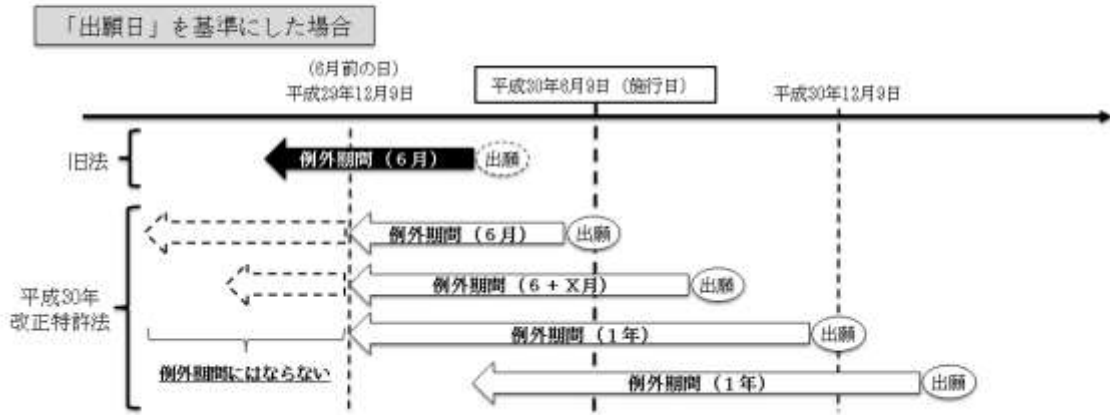 「出願日」を基準にした場合
(6月前の日)
平成29年12月9日
平成30年6月9日（施行日）
平成30年12月9日
旧法
例外期間（6月）
出願
例外期間（6月）
出願
例外期間（6＋X月）
出願
平成30年
改正特許法
例外期間（1年）
出願
例外期間にはならない
例外期間（1年）
出願